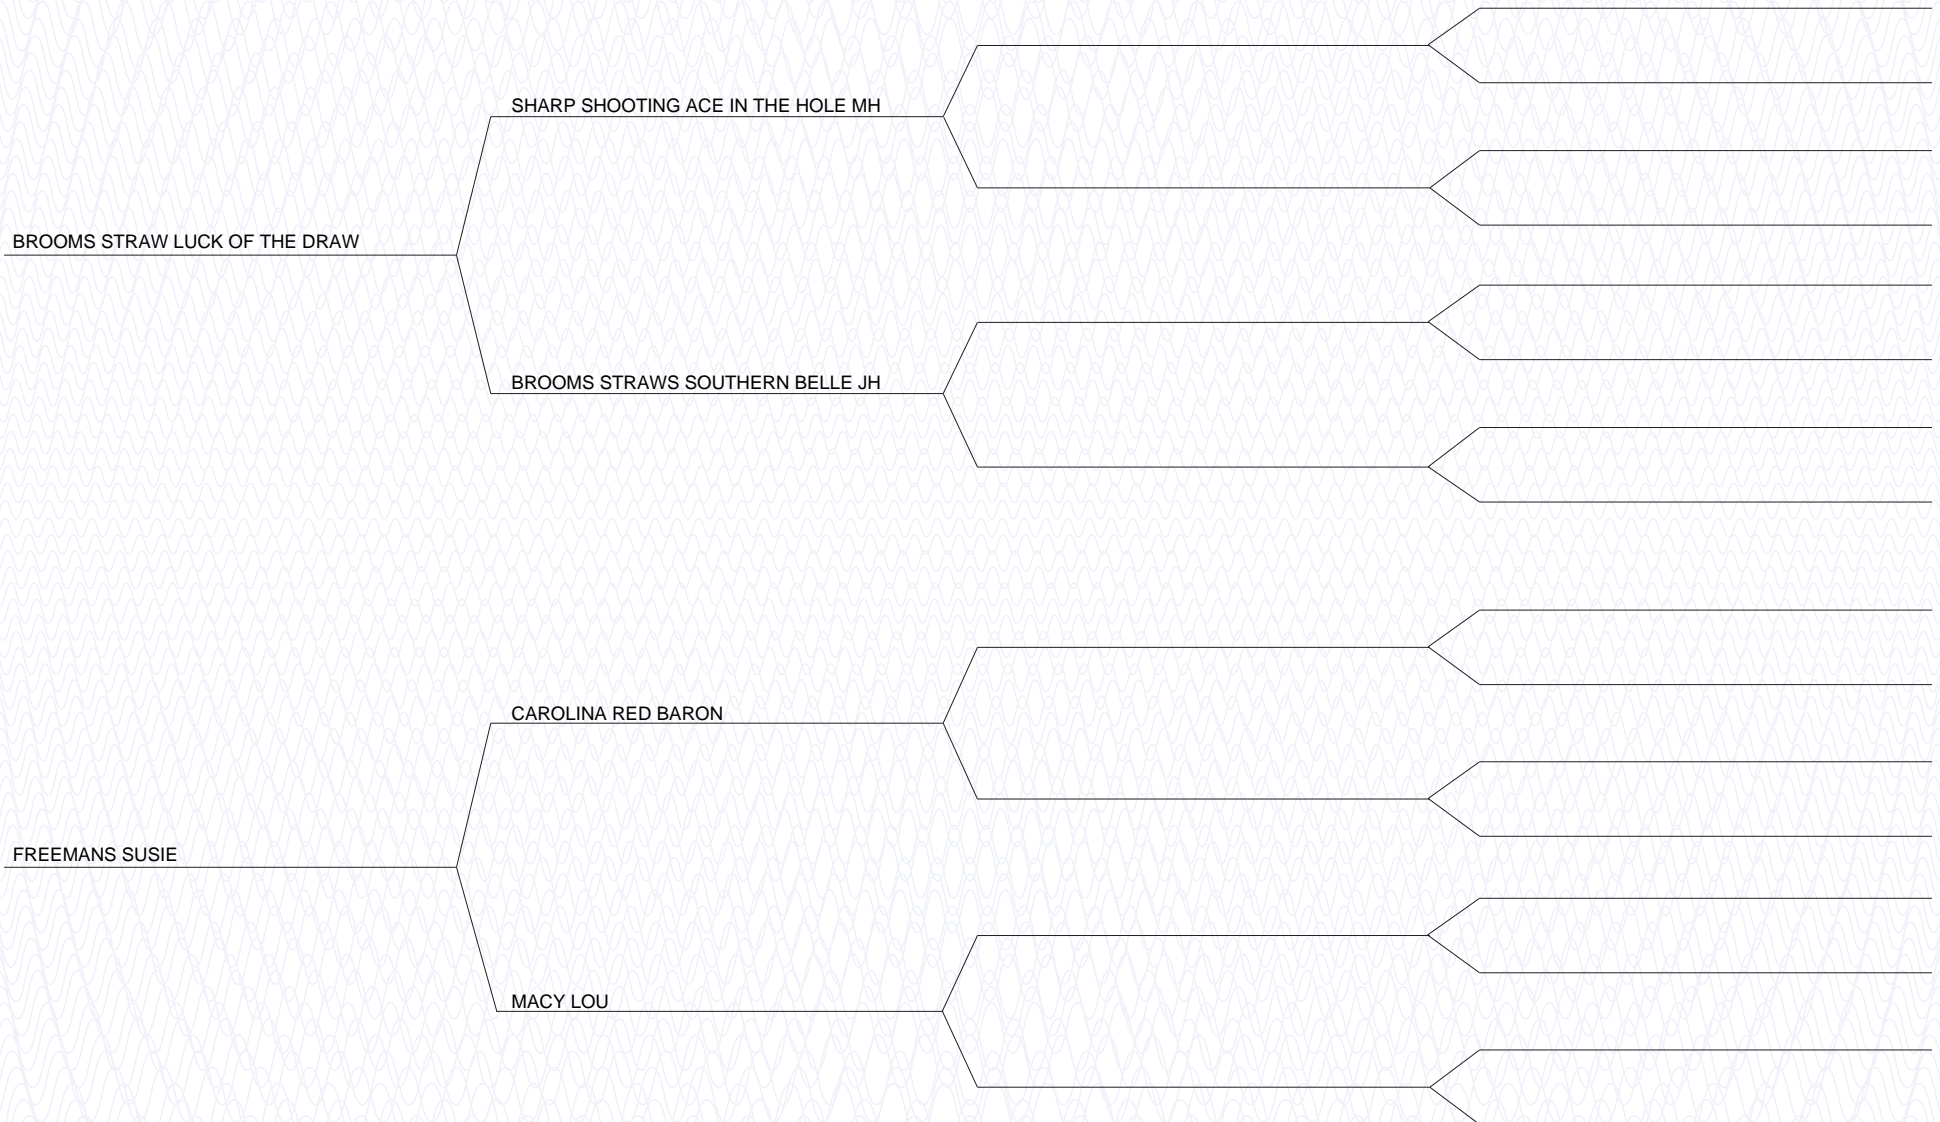 SHARP SHOOTING ACE IN THE HOLE MH
BROOMS STRAW LUCK OF THE DRAW
BROOMS STRAWS SOUTHERN BELLE JH
CAROLINA RED BARON
FREEMANS SUSIE
MACY LOU